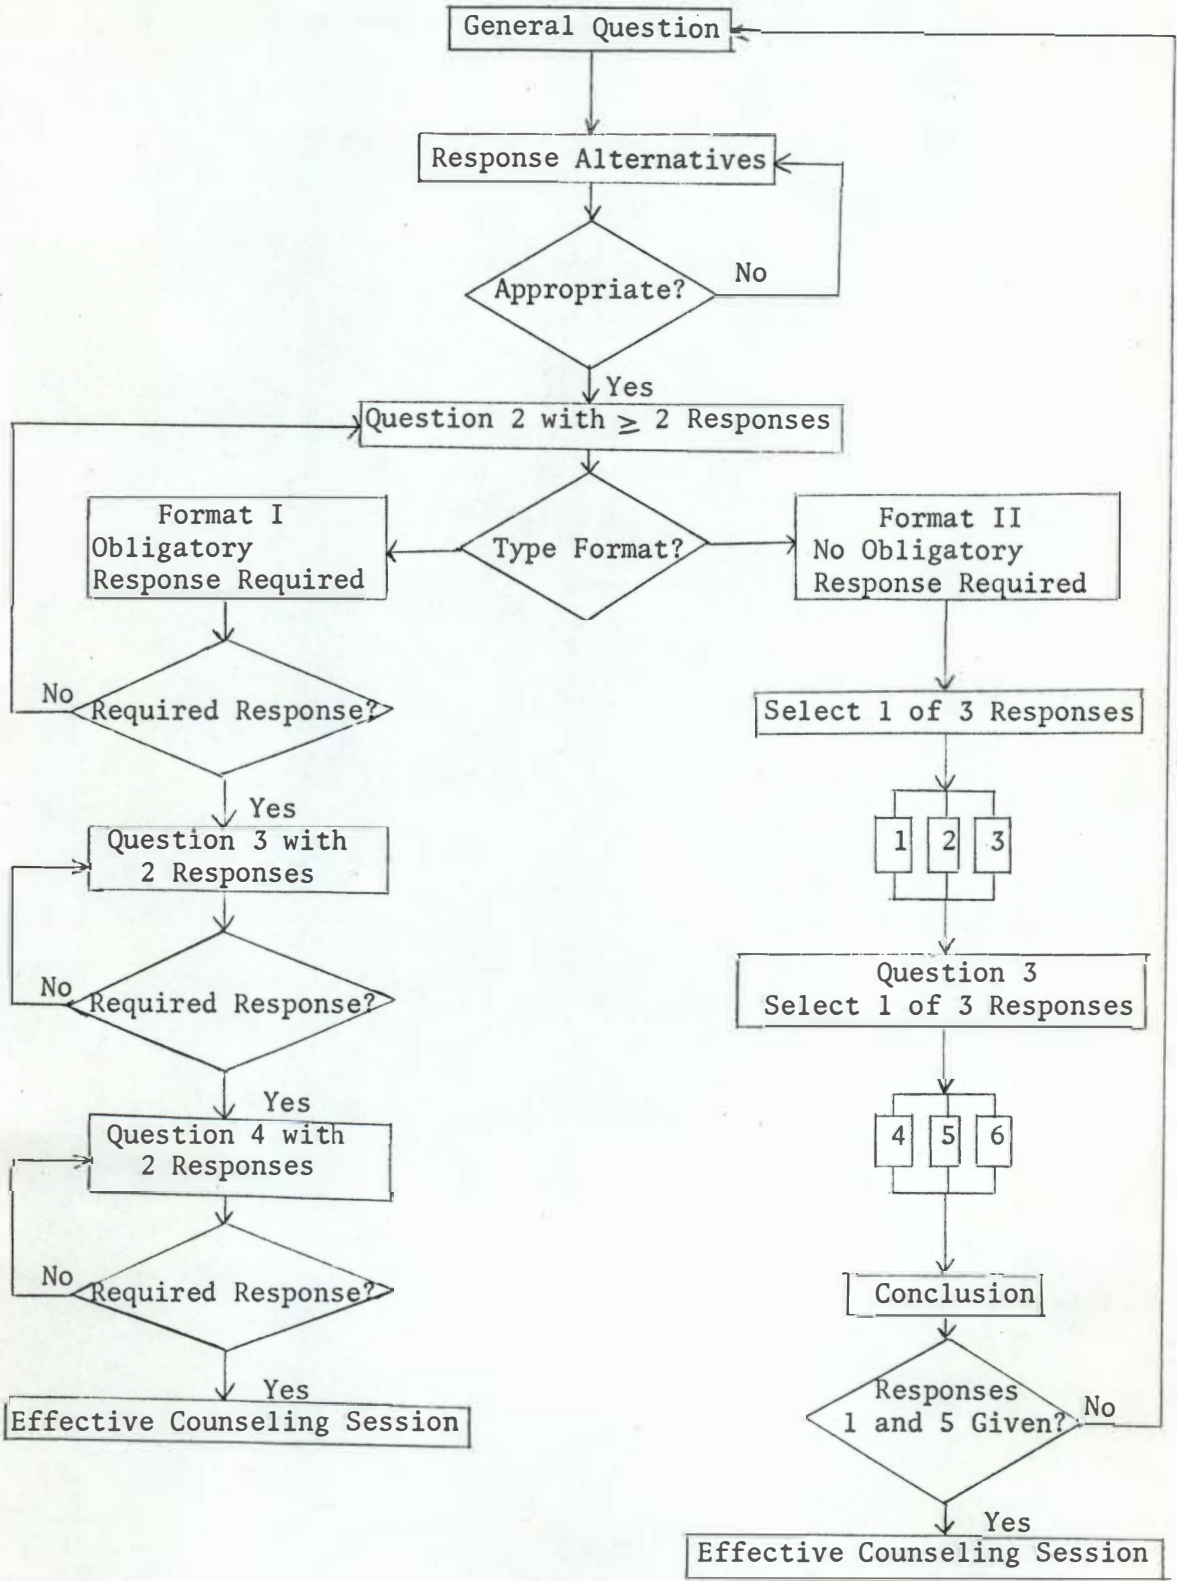 General Question
Response Alternatives
Appropriate?
No
Yes
Question 2 with ≥ 2 Responses
Type Format?
Format I
Obligatory
Response Required
Format II
No Obligatory
Response Required
No
Required Response?
Yes
Question 3 with
2 Responses
No
Required Response?
Yes
Question 4 with
2 Responses
No
Required Response?
Yes
Effective Counseling Session
Select 1 of 3 Responses
1 2 3
Question 3
Select 1 of 3 Responses
4 5 6
Conclusion
Responses
1 and 5 Given?
No
Yes
Effective Counseling Session